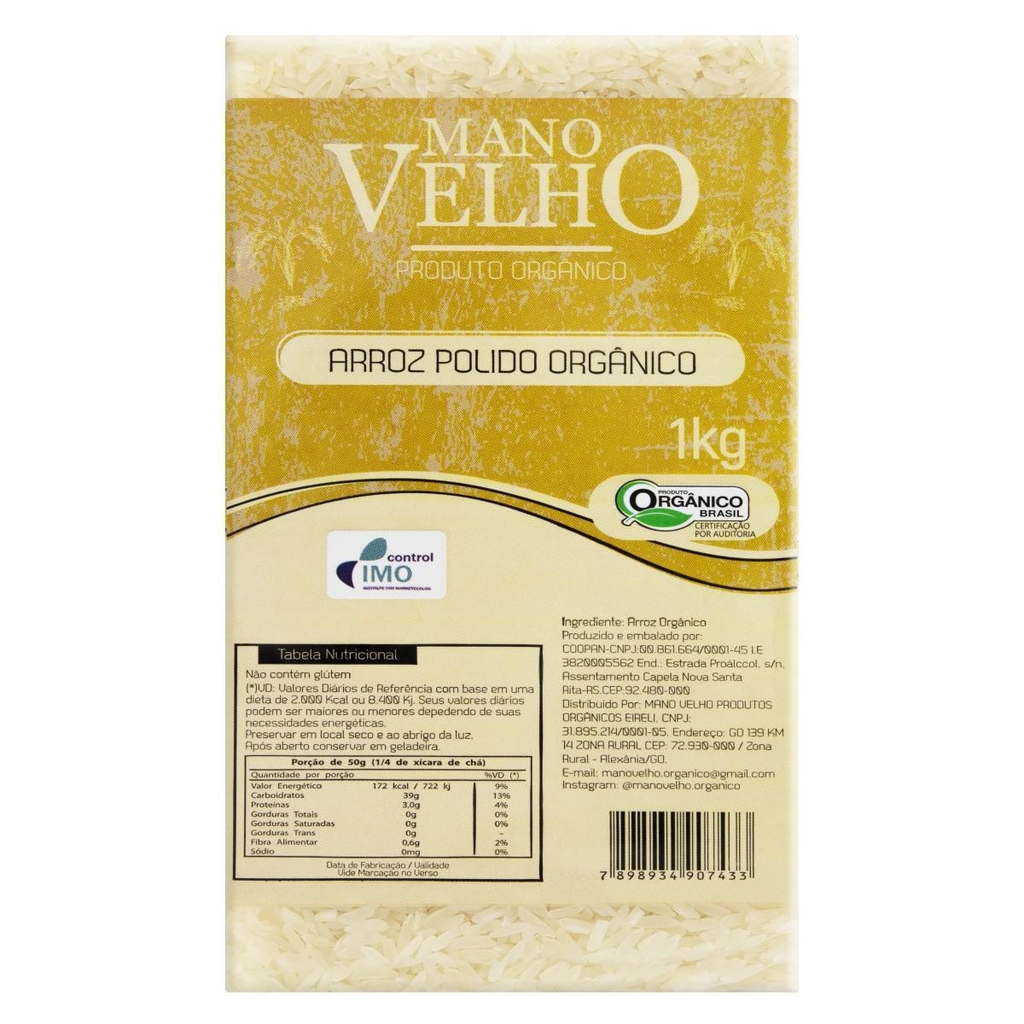 MANO
VELHO
PRODUTO ORGÂNICO
ARROZ POLIDO ORGÂNICO
1kg
PRODUTO
ORGÂNICO
BRASIL
CERTIFICAÇÃO
POR AUDITORIA
control
IMO
INSTITUTE FOR MARKETECOLOGY
Ingrediente: Arroz Orgânico
Produzido e embalado por:
COOPAN-CNPJ:00.861.664/0001-45 I.E
3820005562 End.: Estrada Proálccol, s/n,
Assentamento Capela Nova Santa
Rita-RS.CEP:92.480-000
Distribuído Por: MANO VELHO PRODUTOS
ORGÂNICOS EIRELI, CNPJ:
31.895.214/0001-05. Endereço: GO 139 KM
14 ZONA RURAL CEP: 72.930-000 / Zona
Rural - Alexânia/GO.
E-mail: manovelho.organico@gmail.com
Instagram: @manovelho.organico
Tabela Nutricional
Não contém glútem
(*)VD: Valores Diários de Referência com base em uma
dieta de 2.000 Kcal ou 8.400 Kj. Seus valores diários
podem ser maiores ou menores depedendo de suas
necessidades energéticas.
Preservar em local seco e ao abrigo da luz.
Após aberto conservar em geladeira.
Porção de 50g (1/4 de xícara de chá)
Quantidade por porção %VD (*)
Valor Energético 172 kcal / 722 kj 9%
Carboidratos 39g 13%
Proteínas 3,0g 4%
Gorduras Totais 0g 0%
Gorduras Saturadas 0g 0%
Gorduras Trans 0g -
Fibra Alimentar 0,6g 2%
Sódio 0mg 0%
Data de Fabricação / Validade
Vide Marcação no Verso
7 898934 907433